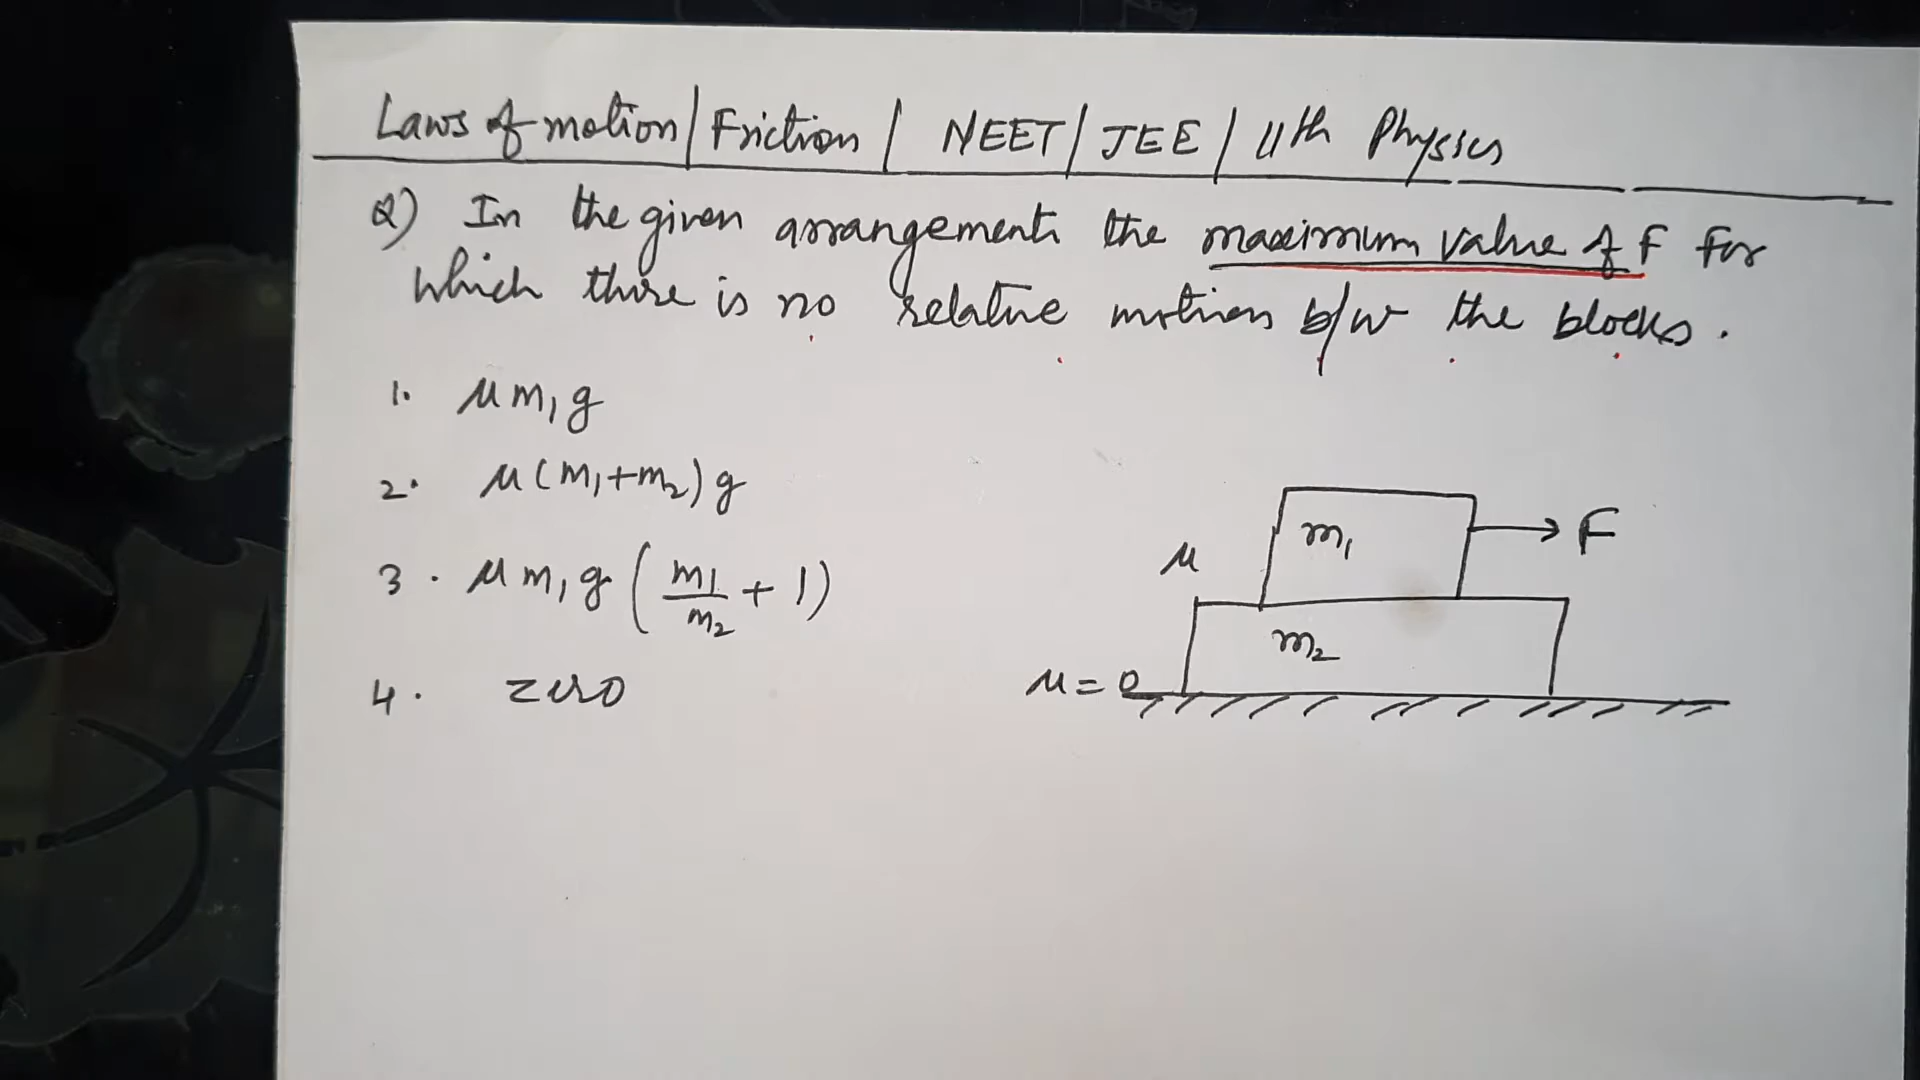 Laws of motion / Friction / NEET / JEE / 11th Physics
Q) In the given arrangement the maximum value of F for
which there is no relative motion b/w the blocks.
1. μ m₁ g
2. μ (m₁+m₂) g
3. μ m₁ g (m₁/m₂ + 1)
4. zero
m₁
F
μ
m₂
μ = 0